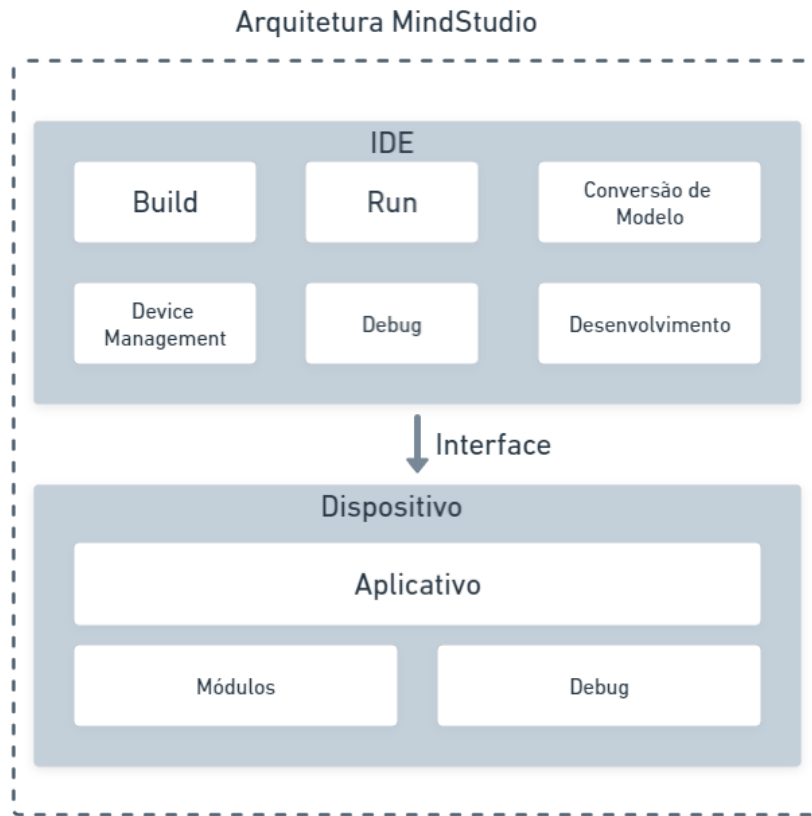 Arquitetura MindStudio
IDE
Build
Run
Conversão de
Modelo
Device
Management
Debug
Desenvolvimento
Interface
Dispositivo
Aplicativo
Módulos
Debug